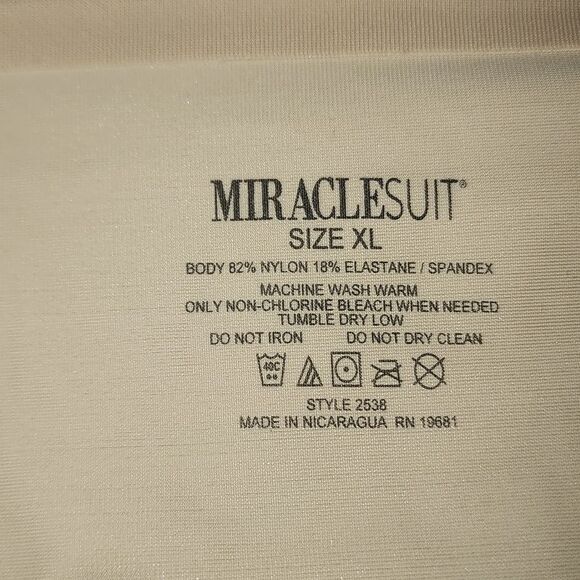 MIRACLESUIT®
SIZE XL
BODY 82% NYLON 18% ELASTANE / SPANDEX
MACHINE WASH WARM
ONLY NON-CHLORINE BLEACH WHEN NEEDED
TUMBLE DRY LOW
DO NOT IRON DO NOT DRY CLEAN
40C
STYLE 2538
MADE IN NICARAGUA RN 19681